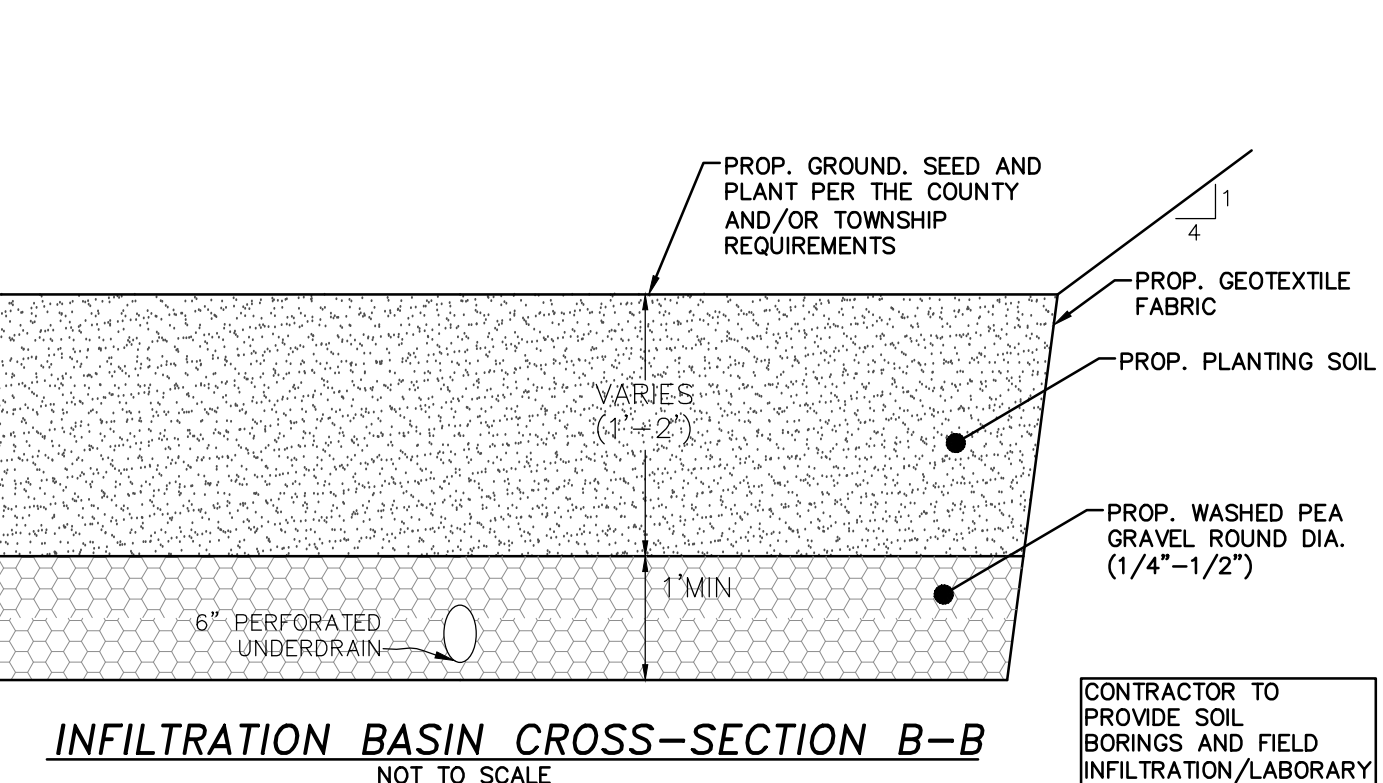 PROP. GROUND. SEED AND
PLANT PER THE COUNTY
AND/OR TOWNSHIP
REQUIREMENTS
1
4
PROP. GEOTEXTILE
FABRIC
PROP. PLANTING SOIL
VARIES
(1'-2')
PROP. WASHED PEA
GRAVEL ROUND DIA.
(1/4"-1/2")
1'MIN
6" PERFORATED
UNDERDRAIN
INFILTRATION BASIN CROSS-SECTION B-B
NOT TO SCALE
CONTRACTOR TO
PROVIDE SOIL
BORINGS AND FIELD
INFILTRATION/LABORARY